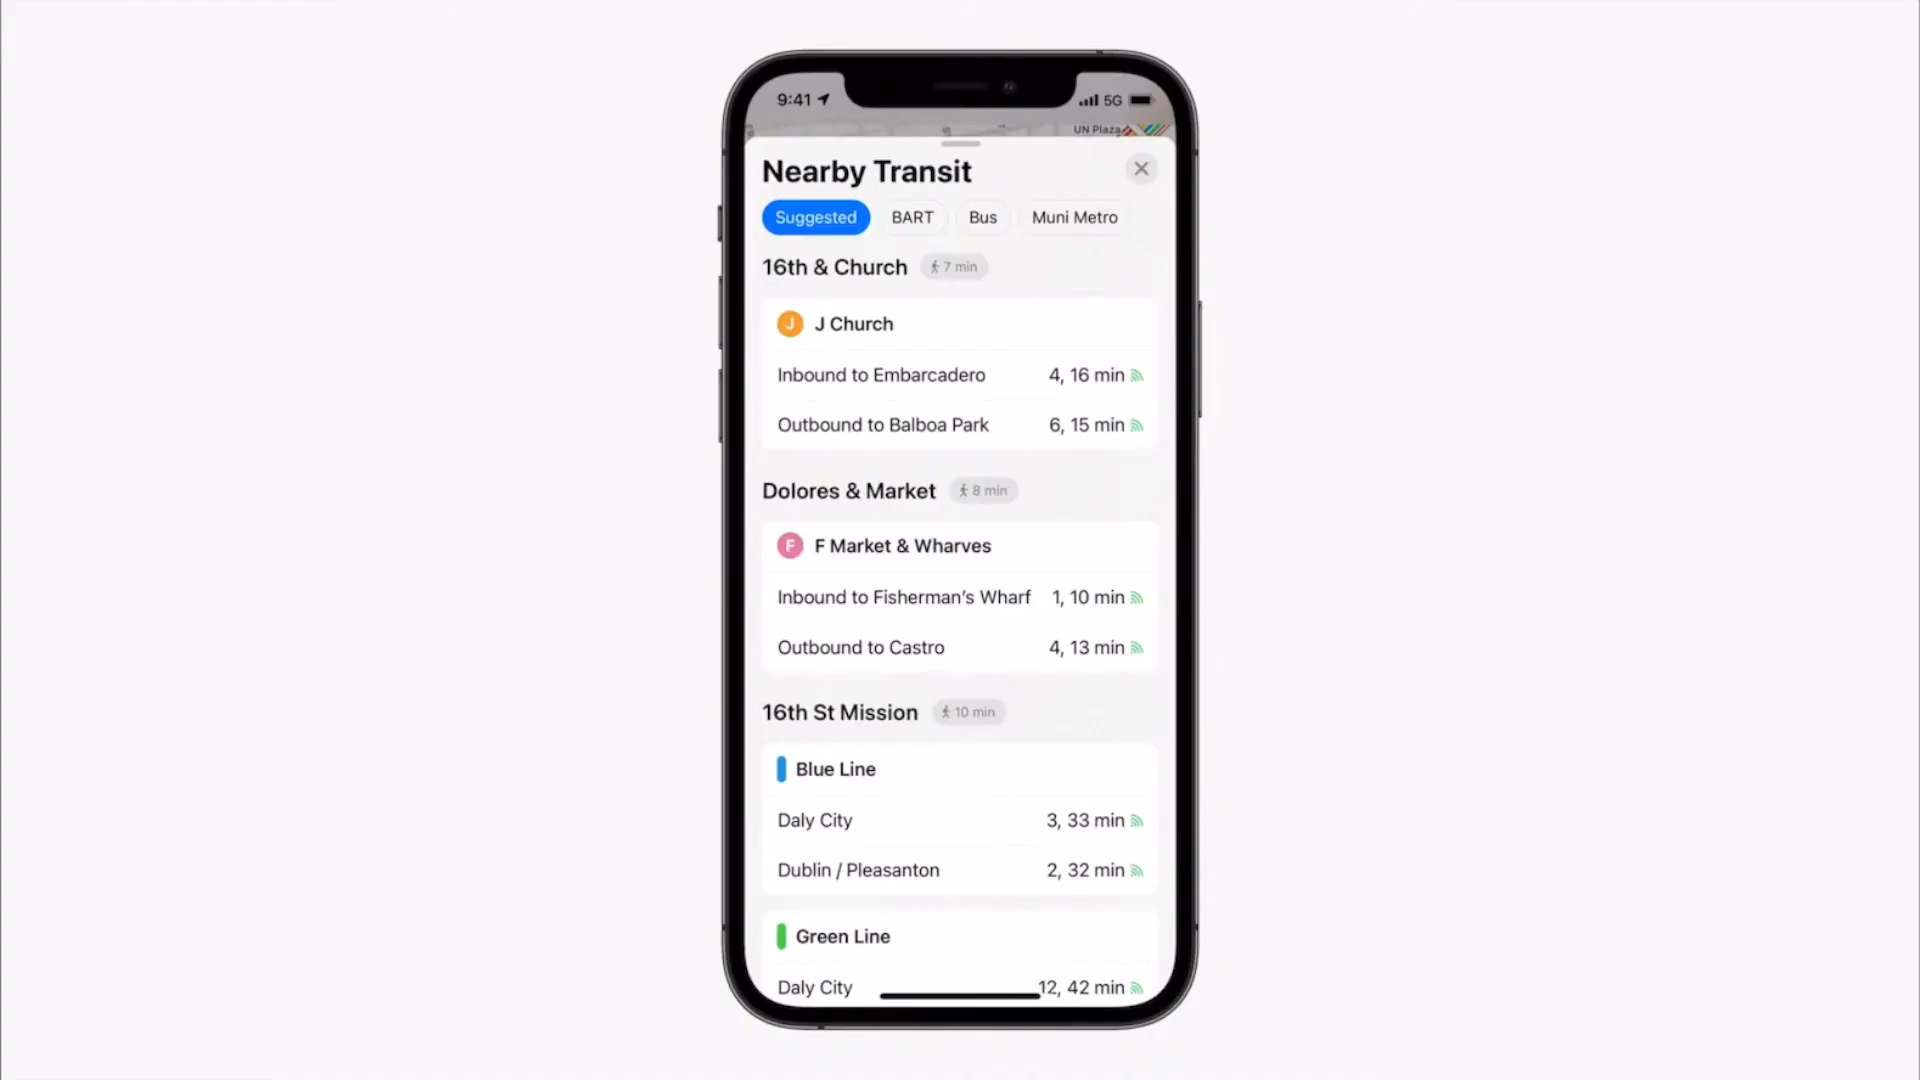 9:41
5G
UN Plaza
Nearby Transit
Suggested BART Bus Muni Metro
16th & Church 7 min
J J Church
Inbound to Embarcadero 4, 16 min
Outbound to Balboa Park 6, 15 min
Dolores & Market 8 min
F F Market & Wharves
Inbound to Fisherman’s Wharf 1, 10 min
Outbound to Castro 4, 13 min
16th St Mission 10 min
Blue Line
Daly City 3, 33 min
Dublin / Pleasanton 2, 32 min
Green Line
Daly City 12, 42 min